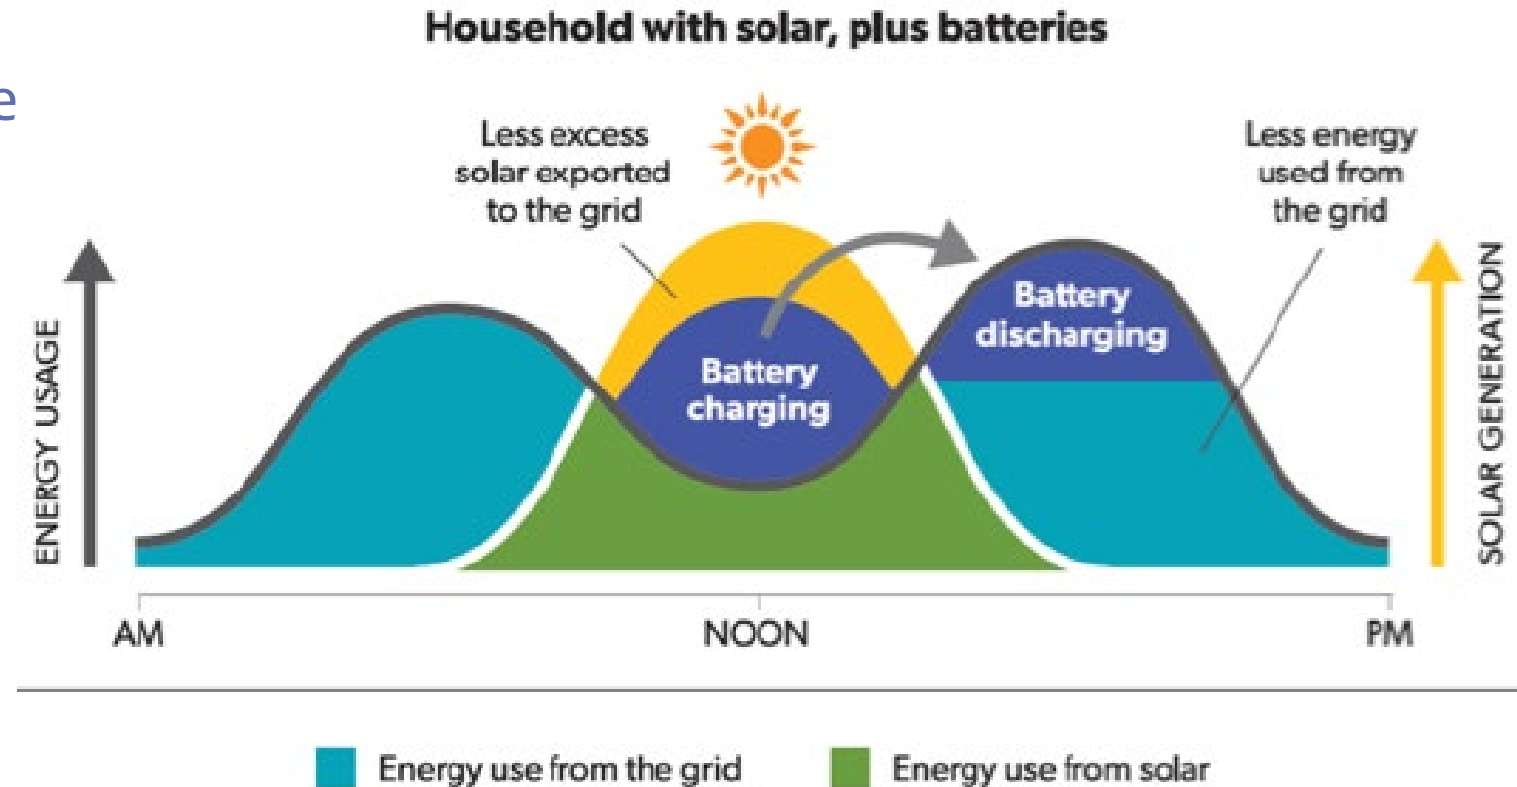 Household with solar, plus batteries
e
Less excess
solar exported
to the grid
Less energy
used from
the grid
ENERGY USAGE
Battery
charging
Battery
discharging
SOLAR GENERATION
AM
NOON
PM
Energy use from the grid
Energy use from solar